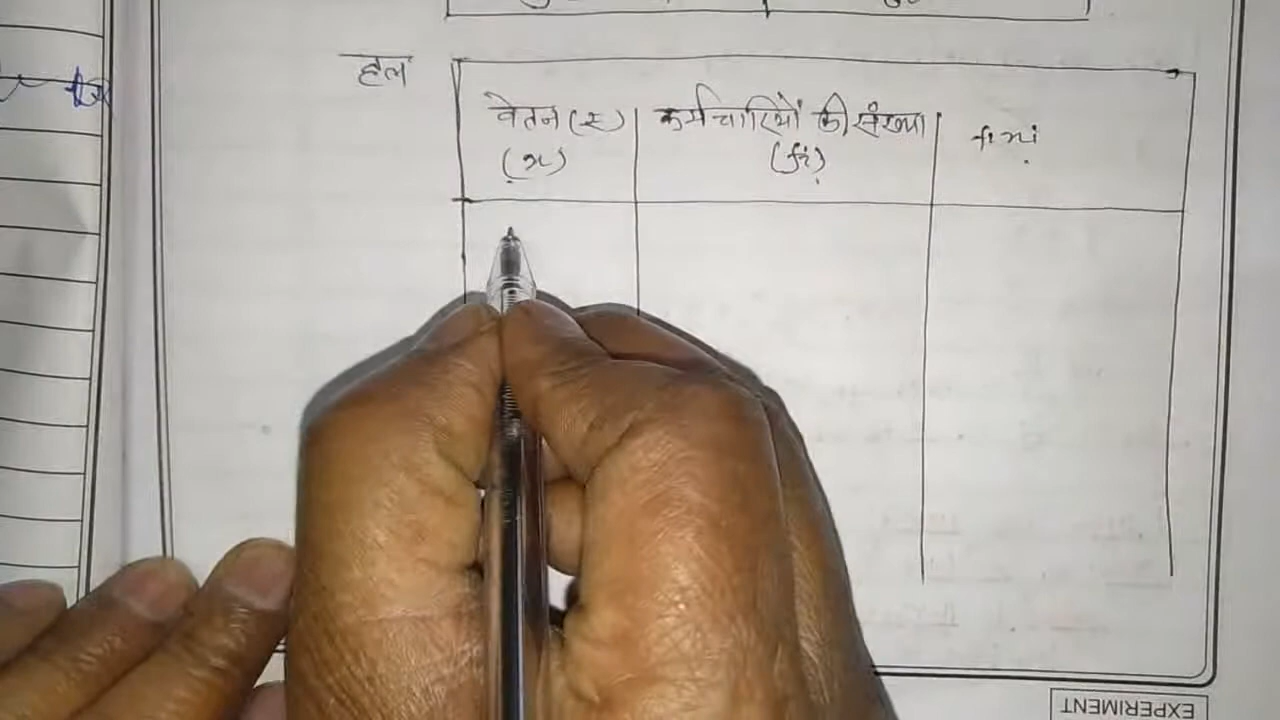 हल
वेतन (₹) कर्मचारियों की संख्या fixi
(x) (fi)
EXPERIMENT